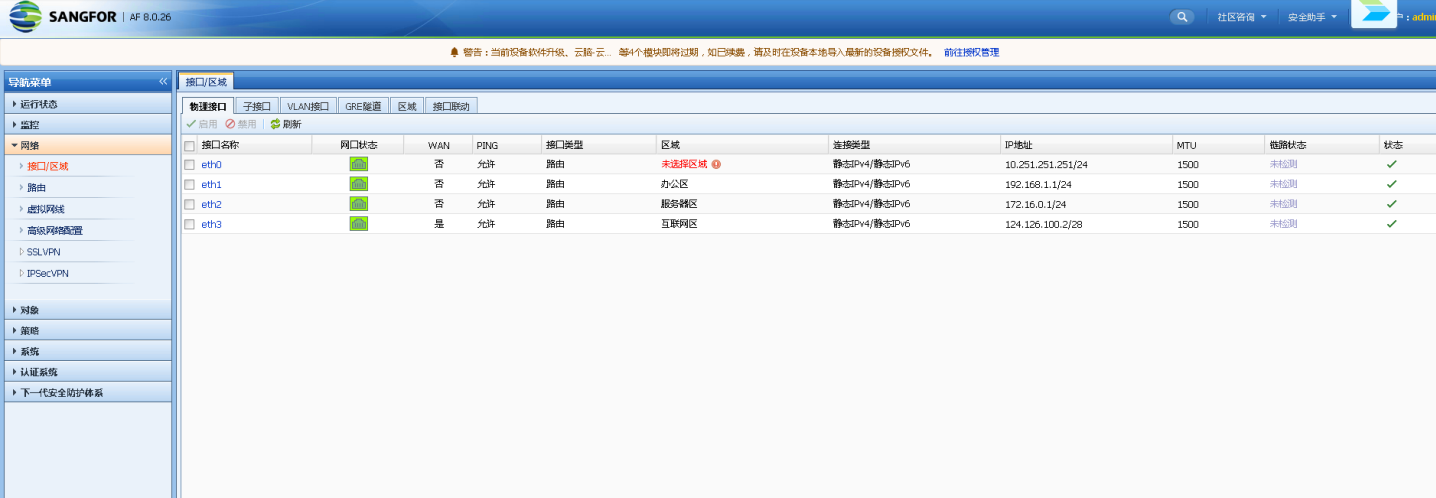 SANGFOR | AF 8.0.26 社区咨询 安全助手 : admin
警告：当前设备软件升级、云脑-云... 等4个模块即将过期，如已续费，请及时在设备本地导入最新的设备授权文件。 前往授权管理
导航菜单
运行状态
监控
网络
接口/区域
路由
虚拟网线
高级网络配置
SSLVPN
IPSecVPN
对象
策略
系统
认证系统
下一代安全防护体系
接口/区域
物理接口 子接口 VLAN接口 GRE隧道 区域 接口联动
启用 禁用 刷新
接口名称 网口状态 WAN PING 接口类型 区域 连接类型 IP地址 MTU 链路状态 状态
eth0 否 允许 路由 未选择区域 静态IPv4/静态IPv6 10.251.251.251/24 1500 未检测
eth1 否 允许 路由 办公区 静态IPv4/静态IPv6 192.168.1.1/24 1500 未检测
eth2 否 允许 路由 服务器区 静态IPv4/静态IPv6 172.16.0.1/24 1500 未检测
eth3 是 允许 路由 互联网区 静态IPv4/静态IPv6 124.126.100.2/28 1500 未检测